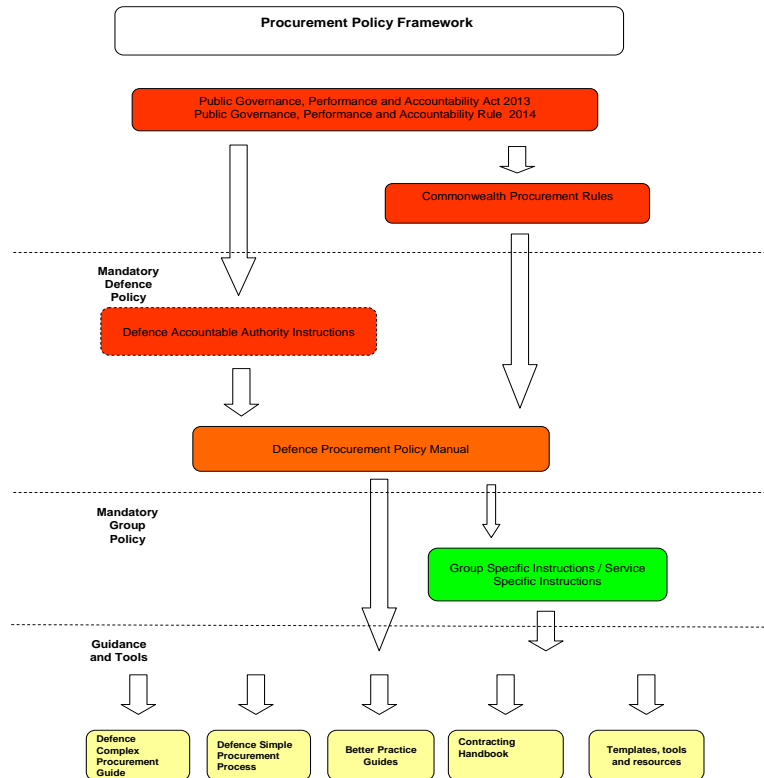 Procurement Policy Framework
Public Governance, Performance and Accountability Act 2013
Public Governance, Performance and Accountability Rule 2014
Commonwealth Procurement Rules
Mandatory
Defence
Policy
Defence Accountable Authority Instructions
Defence Procurement Policy Manual
Mandatory
Group
Policy
Group Specific Instructions / Service
Specific Instructions
Guidance
and Tools
Defence
Complex
Procurement
Guide
Defence Simple
Procurement
Process
Better Practice
Guides
Contracting
Handbook
Templates, tools
and resources